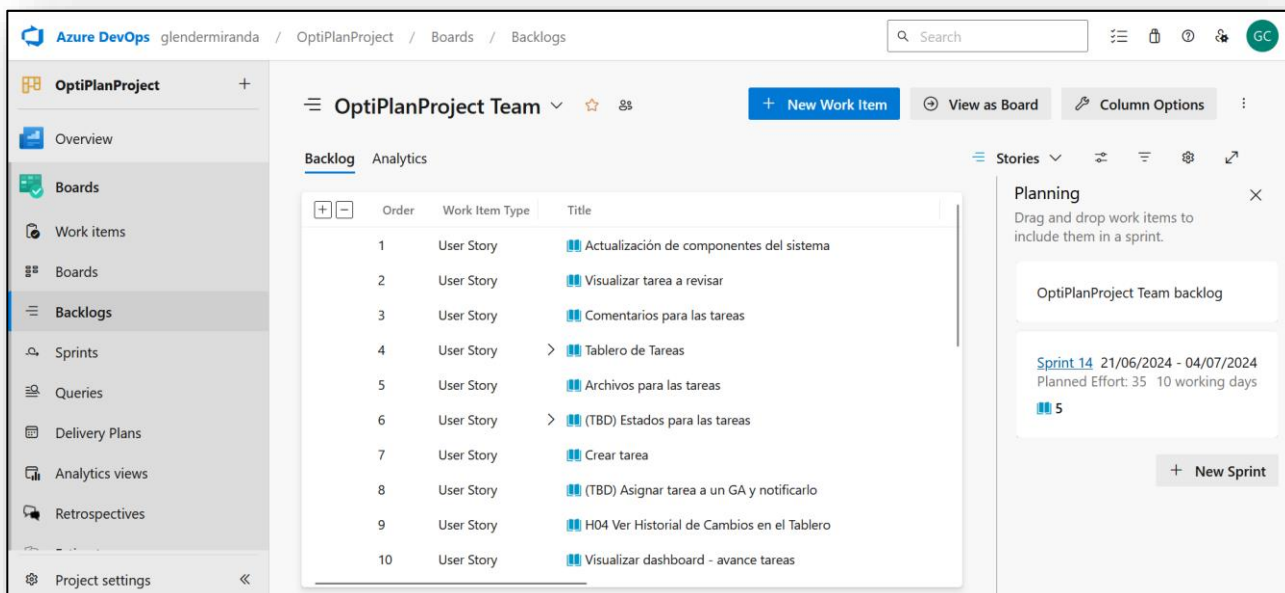 Azure DevOps glendermiranda / OptiPlanProject / Boards / Backlogs
Search
GC
OptiPlanProject +
Overview
Boards
Work items
Boards
Backlogs
Sprints
Queries
Delivery Plans
Analytics views
Retrospectives
Project settings
OptiPlanProject Team
+ New Work Item
View as Board
Column Options
Backlog Analytics
Stories
Order Work Item Type Title
1 User Story Actualización de componentes del sistema
2 User Story Visualizar tarea a revisar
3 User Story Comentarios para las tareas
4 User Story Tablero de Tareas
5 User Story Archivos para las tareas
6 User Story (TBD) Estados para las tareas
7 User Story Crear tarea
8 User Story (TBD) Asignar tarea a un GA y notificarlo
9 User Story H04 Ver Historial de Cambios en el Tablero
10 User Story Visualizar dashboard - avance tareas
Planning
Drag and drop work items to
include them in a sprint.
OptiPlanProject Team backlog
Sprint 14 21/06/2024 - 04/07/2024
Planned Effort: 35 10 working days
5
+ New Sprint